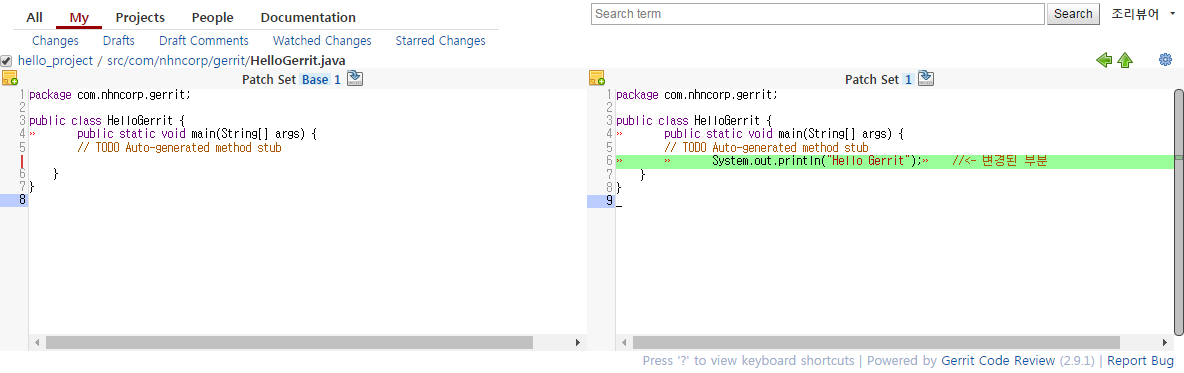 All My Projects People Documentation
Search term Search 조리뷰어
Changes Drafts Draft Comments Watched Changes Starred Changes
hello_project / src/com/nhncorp/gerrit/HelloGerrit.java
Patch Set Base 1
1 package com.nhncorp.gerrit;
2
3 public class HelloGerrit {
4 » public static void main(String[] args) {
5 // TODO Auto-generated method stub
6 }
7 }
8
Patch Set 1
1 package com.nhncorp.gerrit;
2
3 public class HelloGerrit {
4 » public static void main(String[] args) {
5 // TODO Auto-generated method stub
6 » » System.out.println("Hello Gerrit");» //<- 변경된 부분
7 }
8 }
9
Press '?' to view keyboard shortcuts | Powered by Gerrit Code Review (2.9.1) | Report Bug